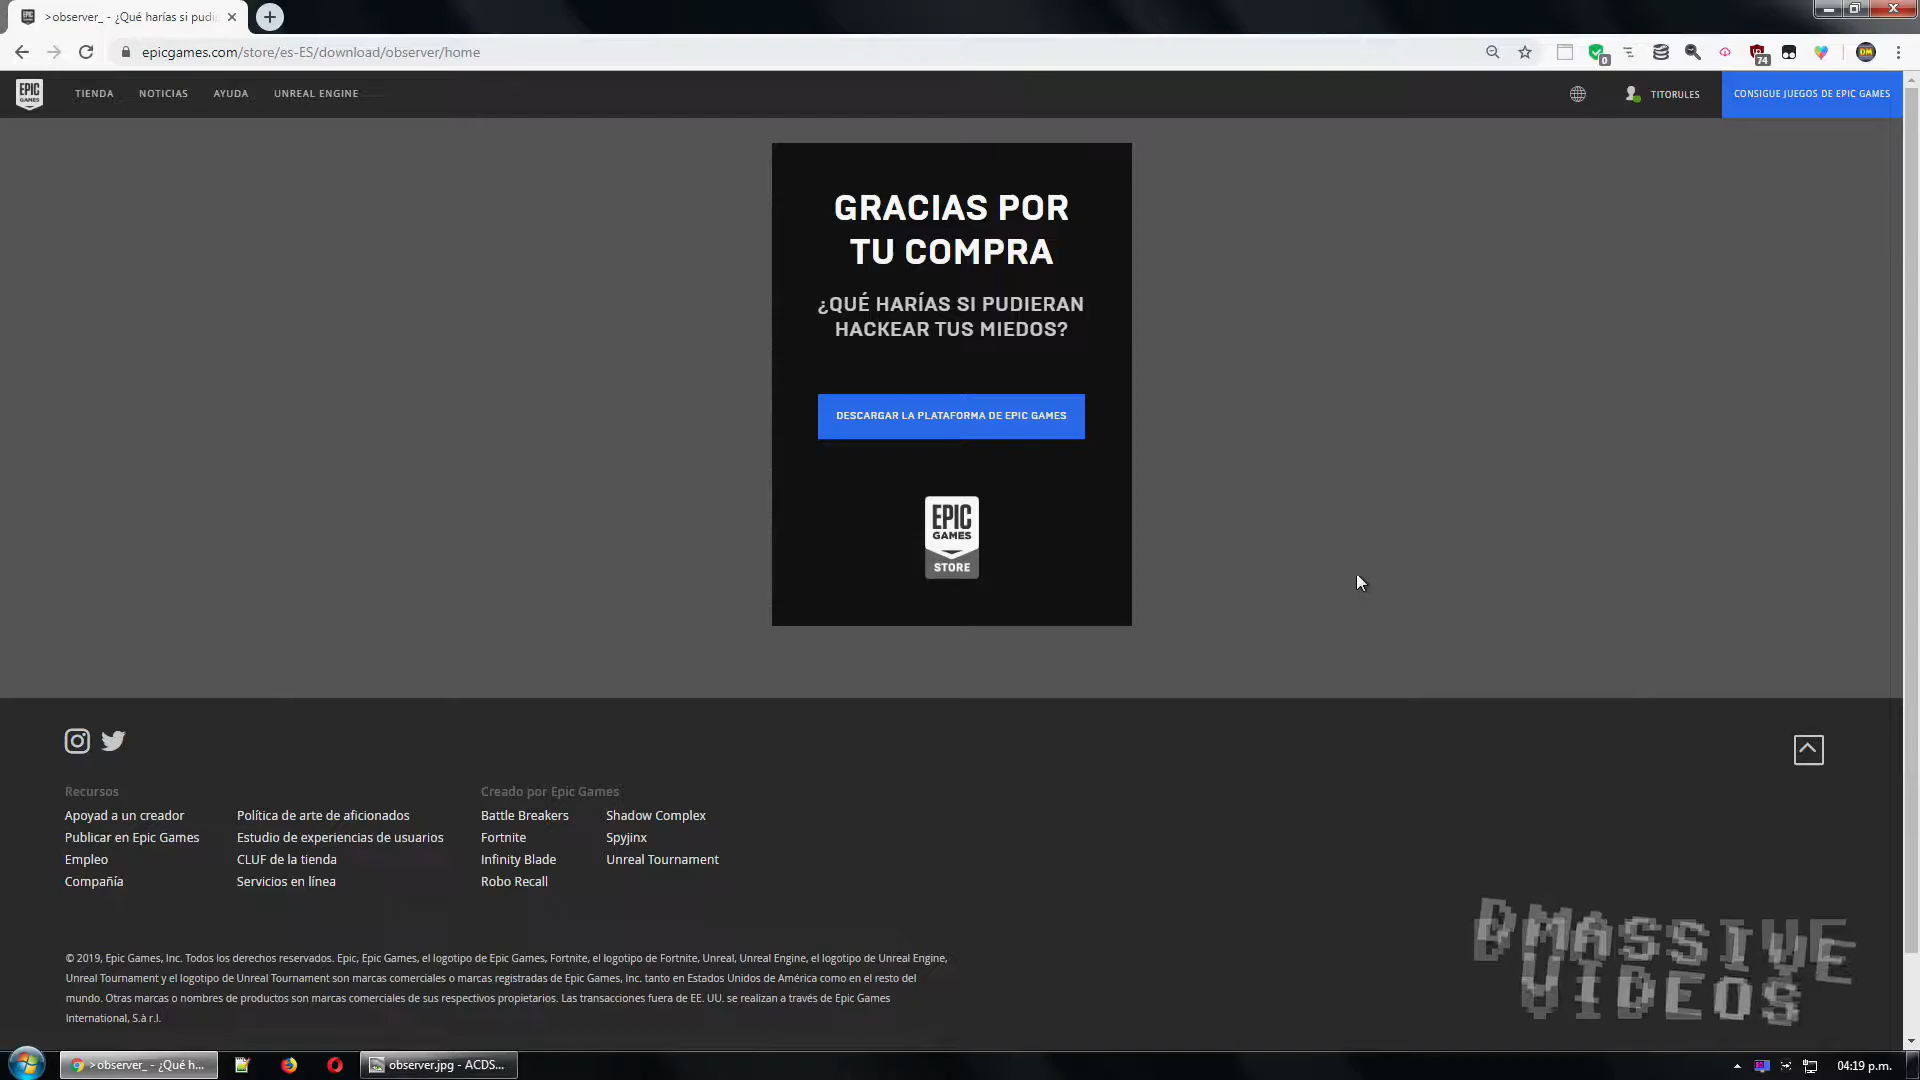 >observer_ - ¿Qué harías si pudi
epicgames.com/store/es-ES/download/observer/home
0
74
DM
EPIC GAMES
TIENDA
NOTICIAS
AYUDA
UNREAL ENGINE
TITORULES
CONSIGUE JUEGOS DE EPIC GAMES
GRACIAS POR
TU COMPRA
¿QUÉ HARÍAS SI PUDIERAN
HACKEAR TUS MIEDOS?
DESCARGAR LA PLATAFORMA DE EPIC GAMES
EPIC
GAMES
STORE
Recursos
Creado por Epic Games
Apoyad a un creador
Política de arte de aficionados
Battle Breakers
Shadow Complex
Publicar en Epic Games
Estudio de experiencias de usuarios
Fortnite
Spyjinx
Empleo
CLUF de la tienda
Infinity Blade
Unreal Tournament
Compañía
Servicios en línea
Robo Recall
© 2019, Epic Games, Inc. Todos los derechos reservados. Epic, Epic Games, el logotipo de Epic Games, Fortnite, el logotipo de Fortnite, Unreal, Unreal Engine, el logotipo de Unreal Engine,
Unreal Tournament y el logotipo de Unreal Tournament son marcas comerciales o marcas registradas de Epic Games, Inc. tanto en Estados Unidos de América como en el resto del
mundo. Otras marcas o nombres de productos son marcas comerciales de sus respectivos propietarios. Las transacciones fuera de EE. UU. se realizan a través de Epic Games
International, S.à r.l.
DMASSIVE
VIDEOS
>observer_ - ¿Qué h...
observer.jpg - ACDS...
04:19 p.m.